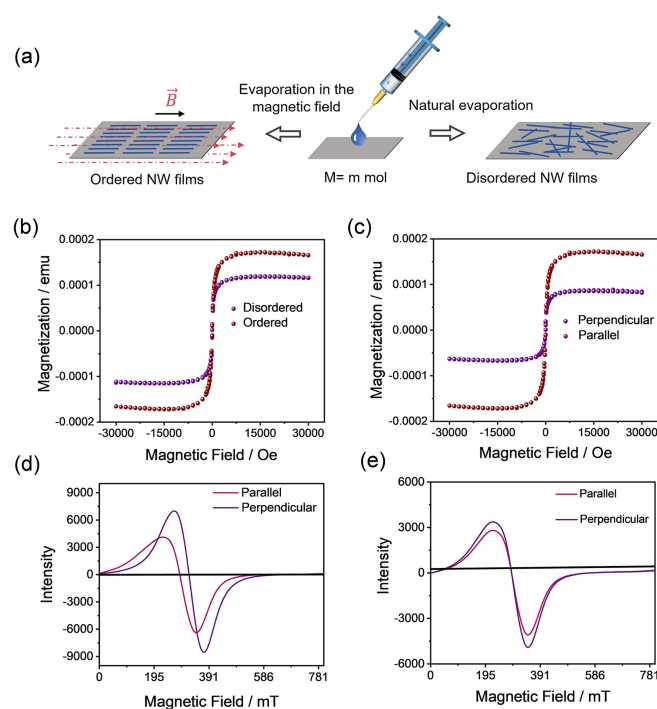 (a)
B
Evaporation in the
magnetic field
Natural evaporation
Ordered NW films
M= m mol
Disordered NW films
(b)
0.0002
0.0001
0.0000
-0.0001
-0.0002
Magnetization / emu
Disordered
Ordered
-30000 -15000 0 15000 30000
Magnetic Field / Oe
(c)
0.0002
0.0001
0.0000
-0.0001
-0.0002
Magnetization / emu
Perpendicular
Parallel
-30000 -15000 0 15000 30000
Magnetic Field / Oe
(d)
9000
6000
3000
0
-3000
-6000
-9000
Intensity
Parallel
Perpendicular
195 391 586 781
Magnetic Field / mT
(e)
6000
3000
0
-3000
-6000
Intensity
Parallel
Perpendicular
0 195 391 586 781
Magnetic Field / mT